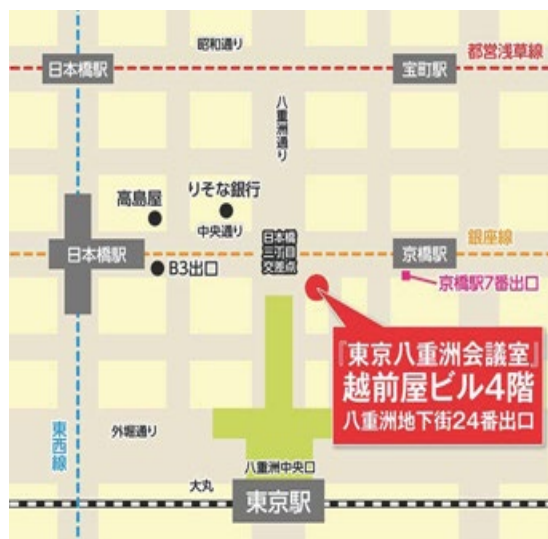 昭和通り
都営浅草線
日本橋駅
宝町駅
八重洲通り
高島屋
りそな銀行
中央通り
日本橋
三丁目
交差点
銀座線
日本橋駅
京橋駅
B3出口
京橋駅7番出口
『東京八重洲会議室』
越前屋ビル4階
八重洲地下街24番出口
東西線
外堀通り
八重洲中央口
大丸
東京駅